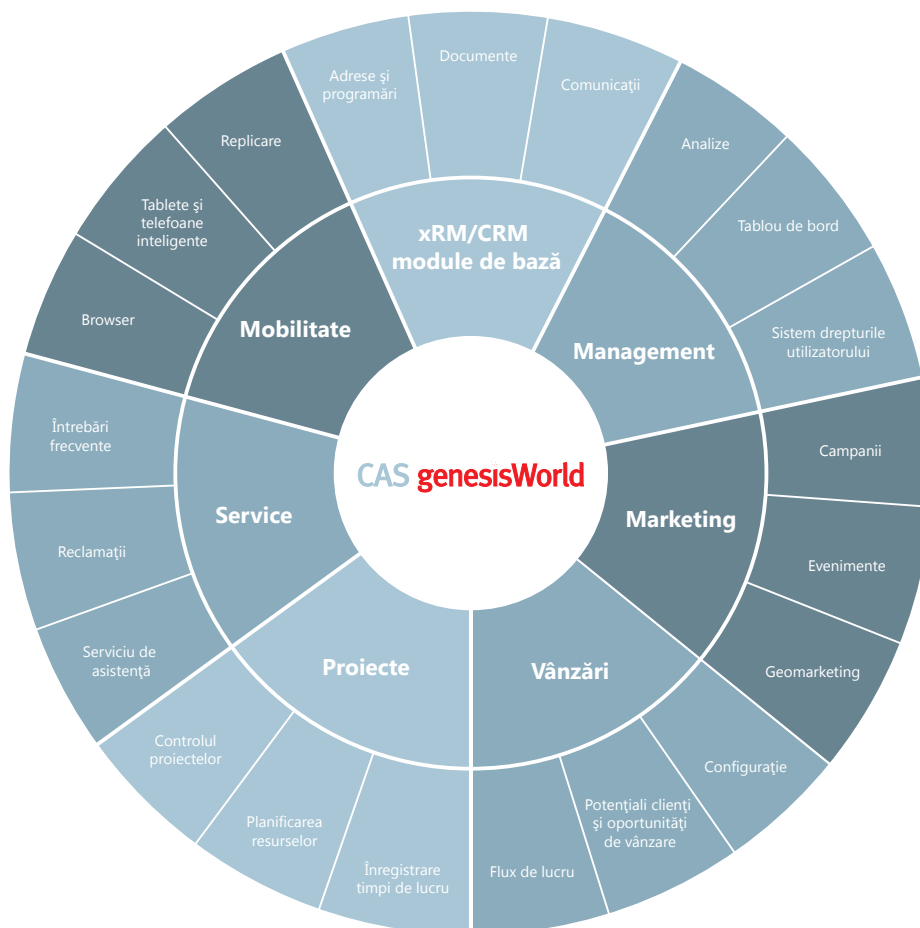 Adrese şi
programări
Documente
Comunicaţii
Analize
Tablou de bord
Sistem drepturile
utilizatorului
Campanii
Evenimente
Geomarketing
Configuraţie
Potenţiali clienţi
şi oportunităţi
de vânzare
Flux de lucru
Înregistrare
timpi de lucru
Planificarea
resurselor
Controlul
proiectelor
Serviciu de
asistenţă
Reclamaţii
Întrebări
frecvente
Browser
Tablete şi
telefoane
inteligente
Replicare
xRM/CRM
module de bază
Management
Marketing
Vânzări
Proiecte
Service
Mobilitate
CAS genesisWorld